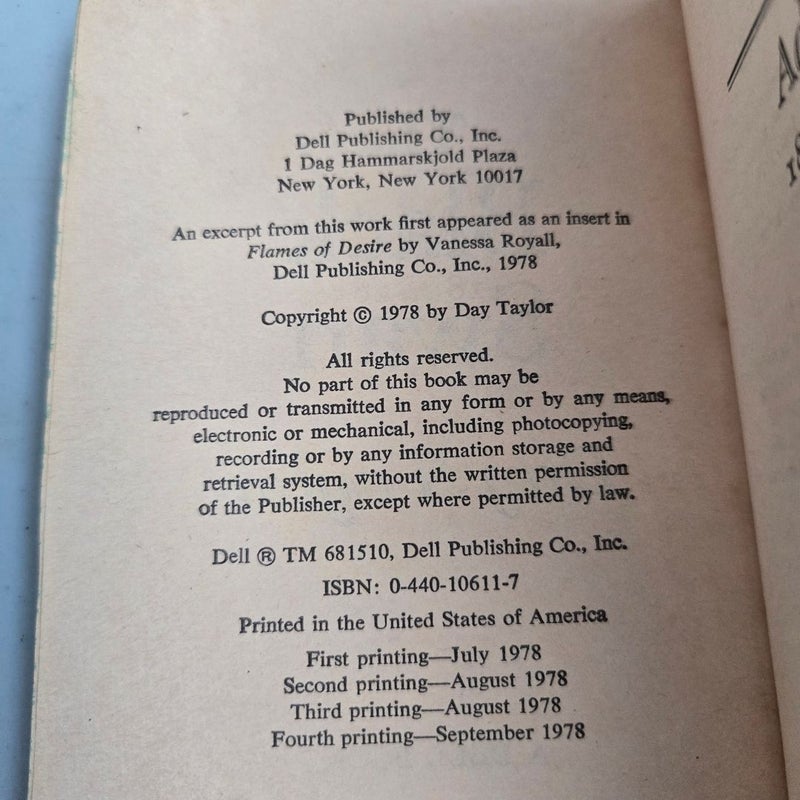 Published by
Dell Publishing Co., Inc.
1 Dag Hammarskjold Plaza
New York, New York 10017
An excerpt from this work first appeared as an insert in
Flames of Desire by Vanessa Royall,
Dell Publishing Co., Inc., 1978
Copyright © 1978 by Day Taylor
All rights reserved.
No part of this book may be
reproduced or transmitted in any form or by any means,
electronic or mechanical, including photocopying,
recording or by any information storage and
retrieval system, without the written permission
of the Publisher, except where permitted by law.
Dell ® TM 681510, Dell Publishing Co., Inc.
ISBN: 0-440-10611-7
Printed in the United States of America
First printing—July 1978
Second printing—August 1978
Third printing—August 1978
Fourth printing—September 1978